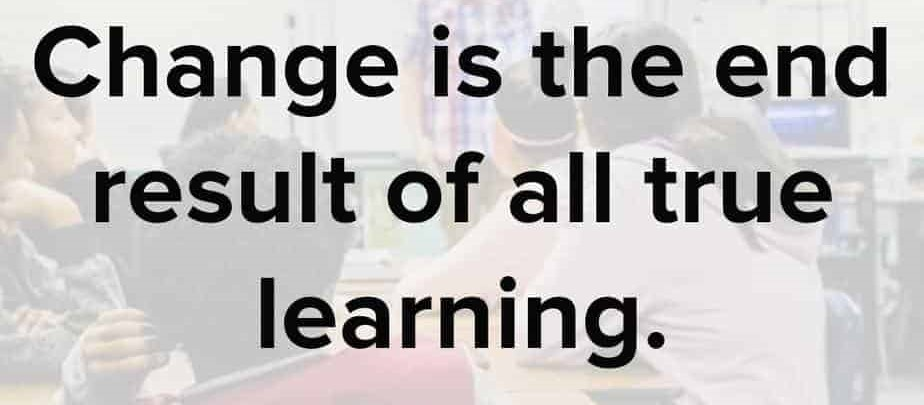 Change is the end
result of all true
learning.